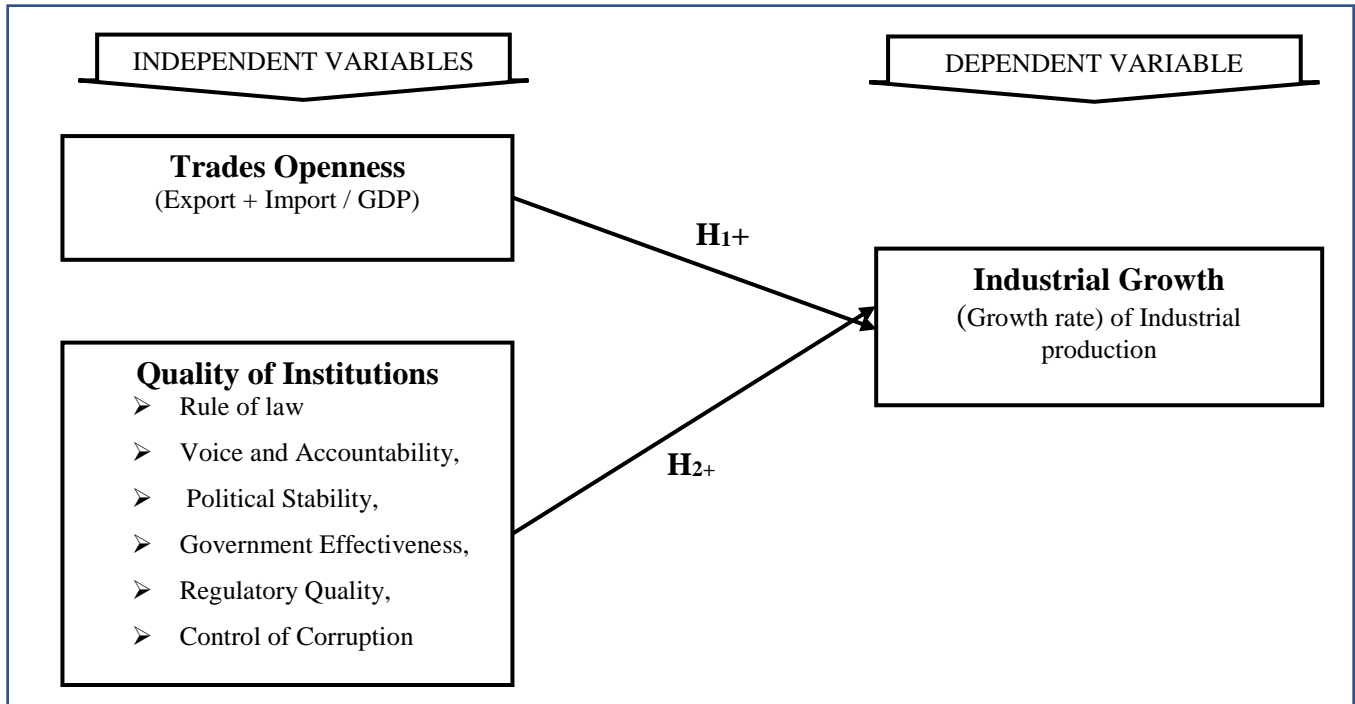 INDEPENDENT VARIABLES
DEPENDENT VARIABLE
Trades Openness
(Export + Import / GDP)
H1+
Industrial Growth
(Growth rate) of Industrial
production
Quality of Institutions
➢ Rule of law
➢ Voice and Accountability,
➢ Political Stability,
➢ Government Effectiveness,
➢ Regulatory Quality,
➢ Control of Corruption
H2+